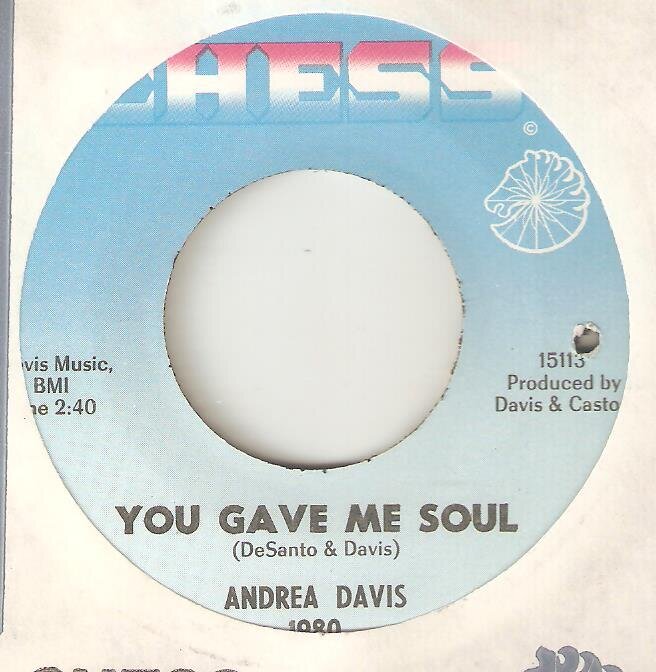 CHESS
©
vis Music,
BMI
2:40
15113
Produced by
Davis & Casto
YOU GAVE ME SOUL
(DeSanto & Davis)
ANDREA DAVIS
1980